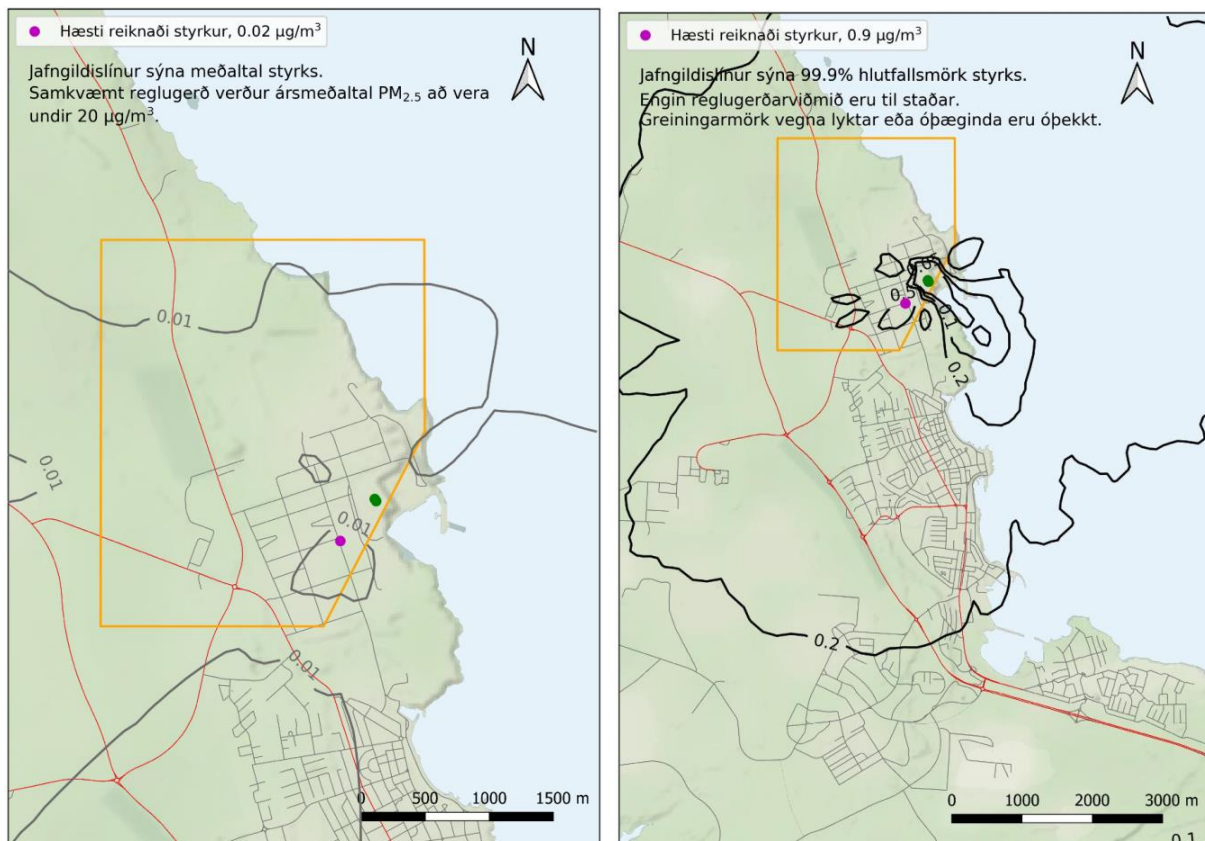 Hæsti reiknaði styrkur, 0.02 µg/m³
Jafngildislínur sýna meðaltal styrks.
Samkvæmt reglugerð verður ársmeðaltal PM₂.₅ að vera
undir 20 µg/m³.
N
0.01
0.01
0.01
0.01
0
500
1000
1500 m
Hæsti reiknaði styrkur, 0.9 µg/m³
Jafngildislínur sýna 99.9% hlutfallsmörk styrks.
Engin reglugerðarviðmið eru til staðar.
Greiningarmörk vegna lyktar eða óþæginda eru óþekkt.
N
0.5
0.2
0.2
0
1000
2000
3000 m